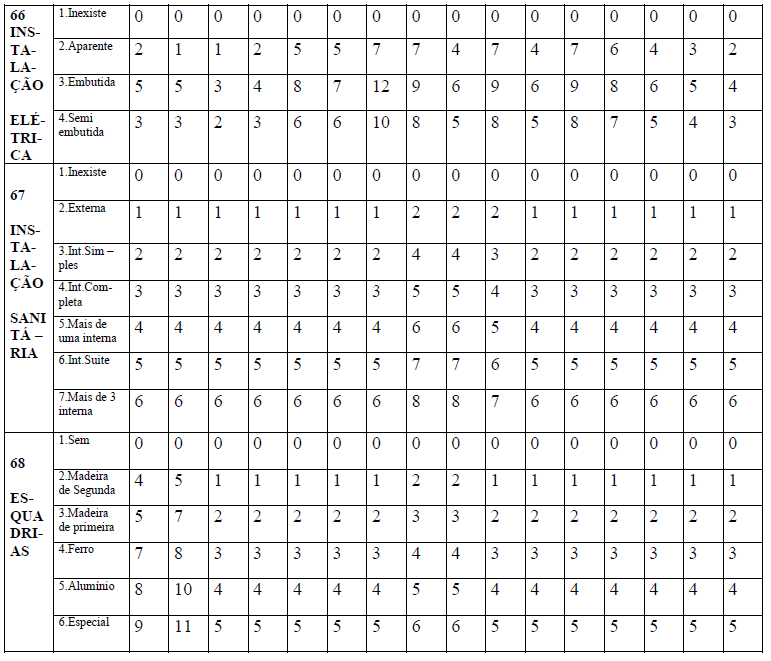 66
INS-
TA-
LA-
ÇÃO
ELÉ-
TRI-
CA
1.Inexiste 0 0 0 0 0 0 0 0 0 0 0 0 0 0 0 0
2.Aparente 2 1 1 2 5 5 7 7 4 7 4 7 6 4 3 2
3.Embutida 5 5 3 4 8 7 12 9 6 9 6 9 8 6 5 4
4.Semi
embutida 3 3 2 3 6 6 10 8 5 8 5 8 7 5 4 3
67
INS-
TA-
LA-
ÇÃO
SANI
TÁ –
RIA
1.Inexiste 0 0 0 0 0 0 0 0 0 0 0 0 0 0 0 0
2.Externa 1 1 1 1 1 1 1 2 2 2 1 1 1 1 1 1
3.Int.Sim –
ples 2 2 2 2 2 2 2 4 4 3 2 2 2 2 2 2
4.Int.Com-
pleta 3 3 3 3 3 3 3 5 5 4 3 3 3 3 3 3
5.Mais de
uma interna 4 4 4 4 4 4 4 6 6 5 4 4 4 4 4 4
6.Int.Suite 5 5 5 5 5 5 5 7 7 6 5 5 5 5 5 5
7.Mais de 3
interna 6 6 6 6 6 6 6 8 8 7 6 6 6 6 6 6
68
ES-
QUA
DRI-
AS
1.Sem 0 0 0 0 0 0 0 0 0 0 0 0 0 0 0 0
2.Madeira
de Segunda 4 5 1 1 1 1 1 2 2 1 1 1 1 1 1 1
3.Madeira
de primeira 5 7 2 2 2 2 2 3 3 2 2 2 2 2 2 2
4.Ferro 7 8 3 3 3 3 3 4 4 3 3 3 3 3 3 3
5.Alumínio 8 10 4 4 4 4 4 5 5 4 4 4 4 4 4 4
6.Especial 9 11 5 5 5 5 5 6 6 5 5 5 5 5 5 5